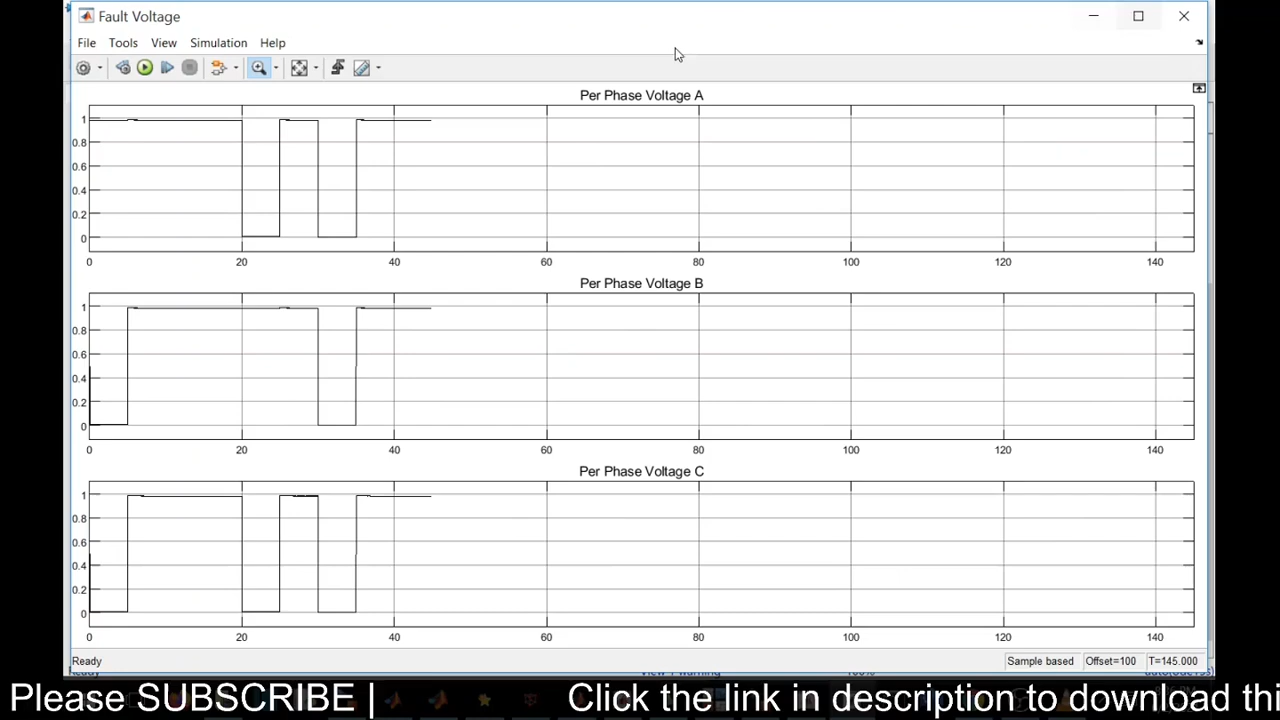 Fault Voltage
File Tools View Simulation Help
Per Phase Voltage A
1
0.8
0.6
0.4
0.2
0
0 20 40 60 80 100 120 140
Per Phase Voltage B
1
0.8
0.6
0.4
0.2
0
0 20 40 60 80 100 120 140
Per Phase Voltage C
1
0.8
0.6
0.4
0.2
0
0 20 40 60 80 100 120 140
Ready Sample based Offset=100 T=145.000
Please SUBSCRIBE | Click the link in description to download thi